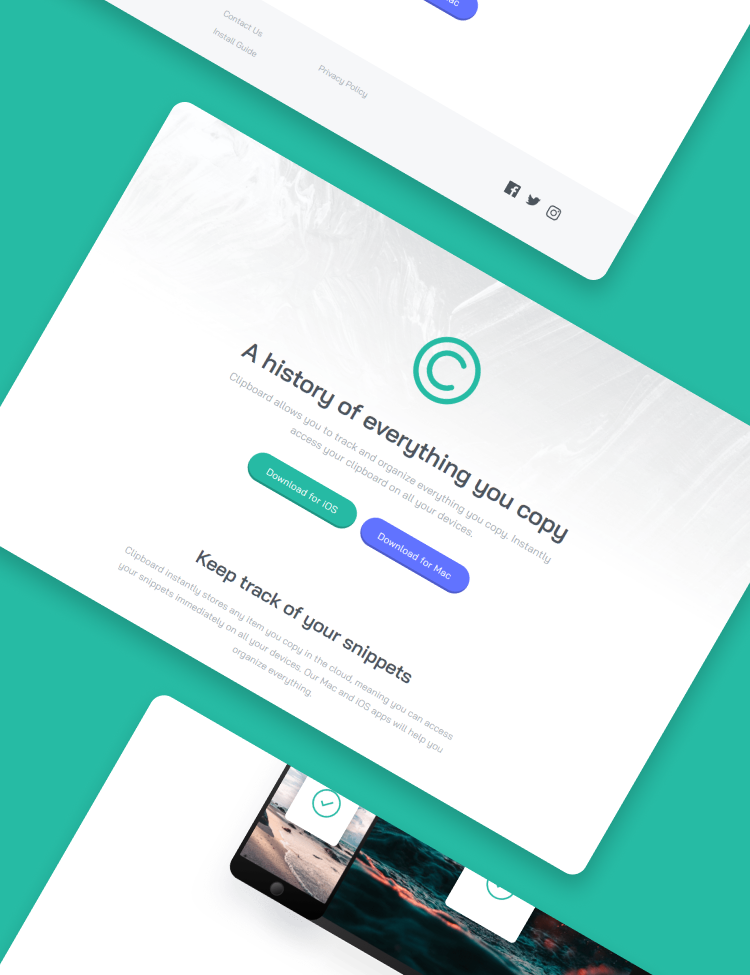 Contact Us
Install Guide
Privacy Policy
A history of everything you copy
Clipboard allows you to track and organize everything you copy. Instantly
access your clipboard on all your devices.
Download for iOS
Download for Mac
Keep track of your snippets
Clipboard instantly stores any item you copy in the cloud, meaning you can access
your snippets immediately on all your devices. Our Mac and iOS apps will help you
organize everything.